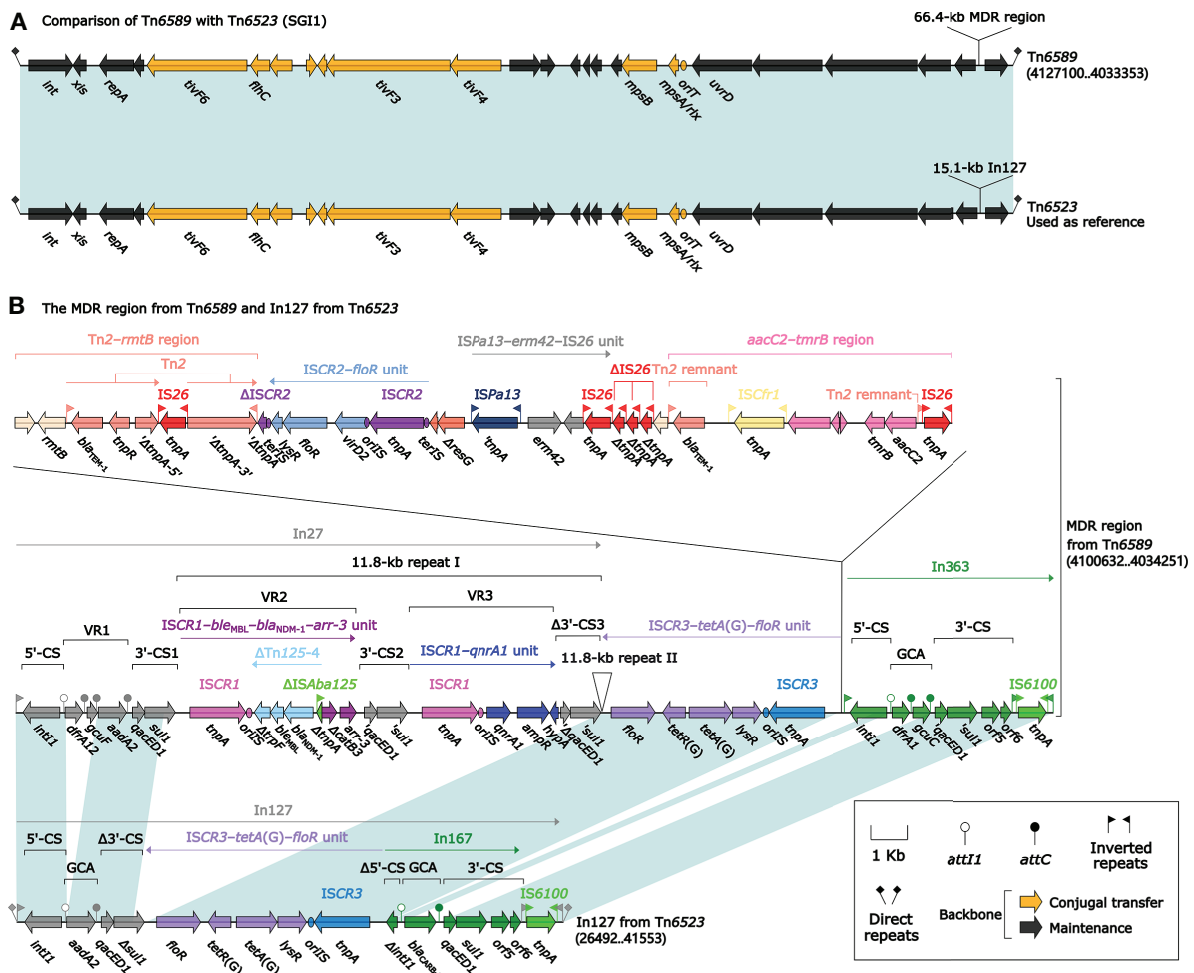 A Comparison of Tn6589 with Tn6523 (SGI1)
66.4-kb MDR region
Tn6589
(4127100..4033353)
int xis repA tivF6 flhC tivF3 tivF4 mpsB mpsA/rlx oriT uvrD
15.1-kb In127
Tn6523
Used as reference
int xis repA tivF6 flhC tivF3 tivF4 mpsB mpsA/rlx oriT uvrD
B The MDR region from Tn6589 and In127 from Tn6523
Tn2–rmtB region
ISPa13–erm42–IS26 unit
aacC2–tmrB region
Tn2
ISCR2–floR unit
ΔIS26
Tn2 remnant
IS26 ΔISCR2 ISCR2 ISPa13 IS26 ISCfr1 Tn2 remnant IS26
rmtB blaTEM-1 tnpR 'ΔtnpA-5' tnpA 'ΔtnpA-3' 'ΔtnpA terIS lysR floR virD2 oriIS tnpA terIS ΔresG 'tnpA erm42 tnpA ΔtnpA ΔtnpA ΔtnpA blaTEM-1 tnpA tmrB aacC2 tnpA
MDR region
from Tn6589
(4100632..4034251)
In27
11.8-kb repeat I
In363
VR2
VR3
VR1
ISCR1–bleMBL–blaNDM-1–arr-3 unit
Δ3'-CS3
ISCR3–tetA(G)–floR unit
5'-CS
3'-CS1
ΔTn125-4
3'-CS2
ISCR1–qnrA1 unit
11.8-kb repeat II
5'-CS
GCA
3'-CS
ISCR1 ΔISAba125 ISCR1 ISCR3 IS6100
intI1 dfrA12 gcuF aadA2 qacED1 sul1 tnpA oriIS ΔtrpF bleMBL blaNDM-1 ΔtnpA ΔcatB3 arr-3 qacED1 sul1 tnpA oriIS qnrA1 ampR hypA 'ΔqacED1 'sul1 floR tetR(G) tetA(G) lysR oriIS tnpA intI1 dfrA1 gcuC 'qacED1 'sul1 orf5 orf6 tnpA
In127
5'-CS
GCA
Δ3'-CS
ISCR3–tetA(G)–floR unit
In167
Δ5'-CS
GCA
3'-CS
ISCR3 IS6100
In127 from Tn6523
(26492..41553)
intI1 aadA2 qacED1 Δsul1 floR tetR(G) tetA(G) lysR oriIS tnpA ΔintI1 qacED1 sul1 orf5 orf6 tnpA
1 Kb
attI1
attC
Inverted
repeats
Direct
repeats
Backbone
Conjugal transfer
Maintenance